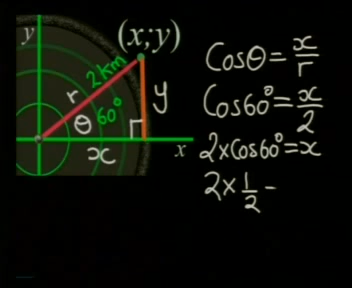 y
(x;y)
2km
r
60°
θ
y
x
x
Cosθ = x/r
Cos60° = x/2
2×Cos60° = x
2 × 1/2 =